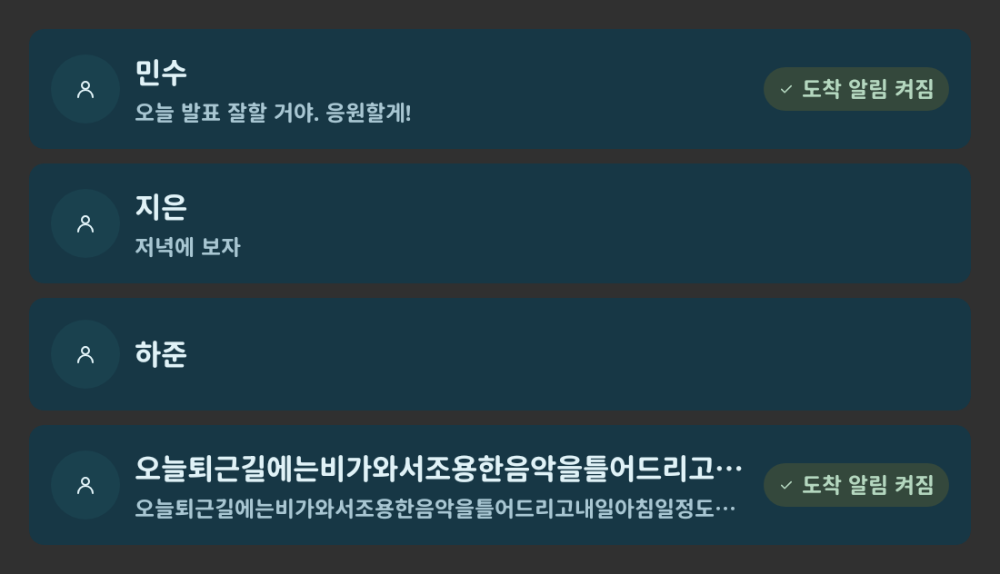 민수
오늘 발표 잘할 거야. 응원할게!
도착 알림 켜짐
지은
저녁에 보자
하준
오늘퇴근길에는비가와서조용한음악을틀어드리고…
오늘퇴근길에는비가와서조용한음악을틀어드리고내일아침일정도…
도착 알림 켜짐